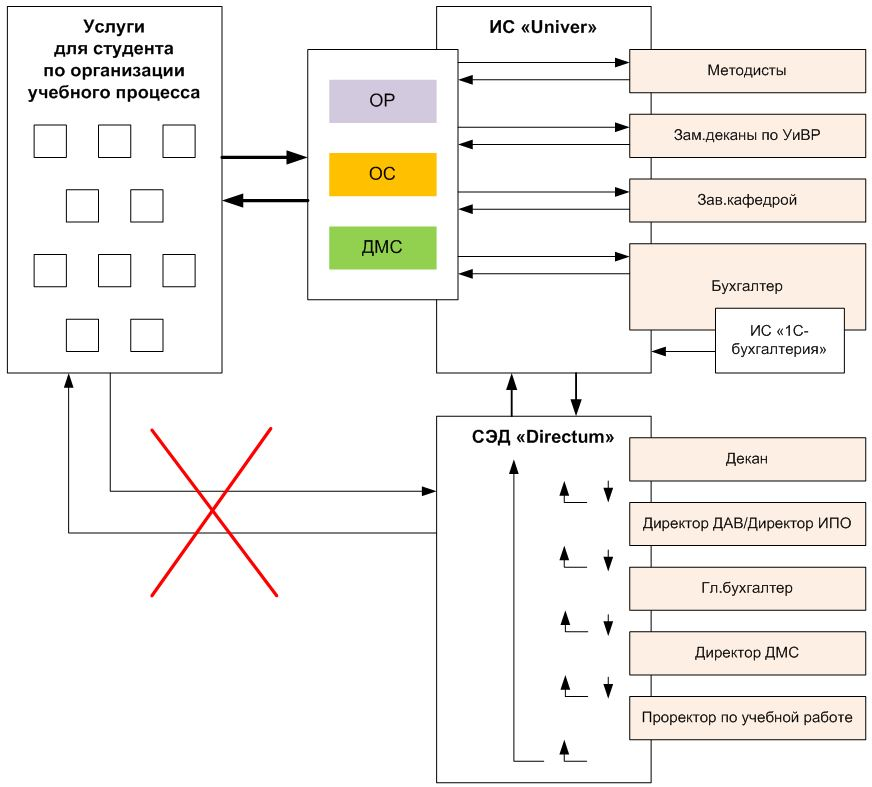 Услуги
для студента
по организации
учебного процесса
ИС «Univer»
ОР
ОС
ДМС
Методисты
Зам.деканы по УиВР
Зав.кафедрой
Бухгалтер
ИС «1С-
бухгалтерия»
СЭД «Directum»
Декан
Директор ДАВ/Директор ИПО
Гл.бухгалтер
Директор ДМС
Проректор по учебной работе